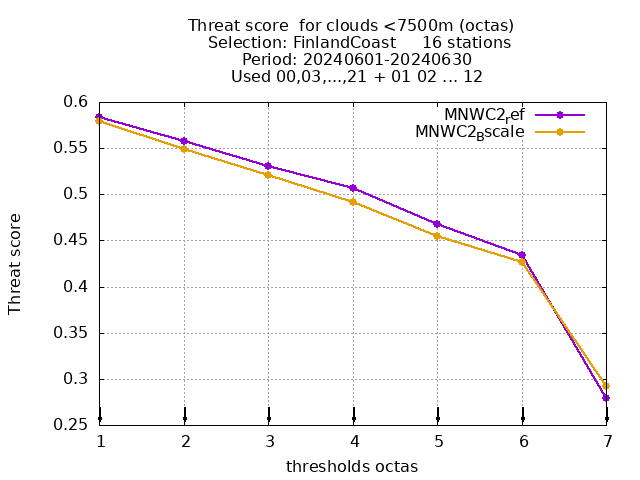 Threat score  for clouds <7500m (octas)
Selection: FinlandCoast     16 stations
Period: 20240601-20240630
Used 00,03,...,21 + 01 02 ... 12
MNWC2ref
MNWC2Bscale
0.6
0.55
0.5
0.45
0.4
0.35
0.3
0.25
Threat score
1 2 3 4 5 6 7
thresholds octas